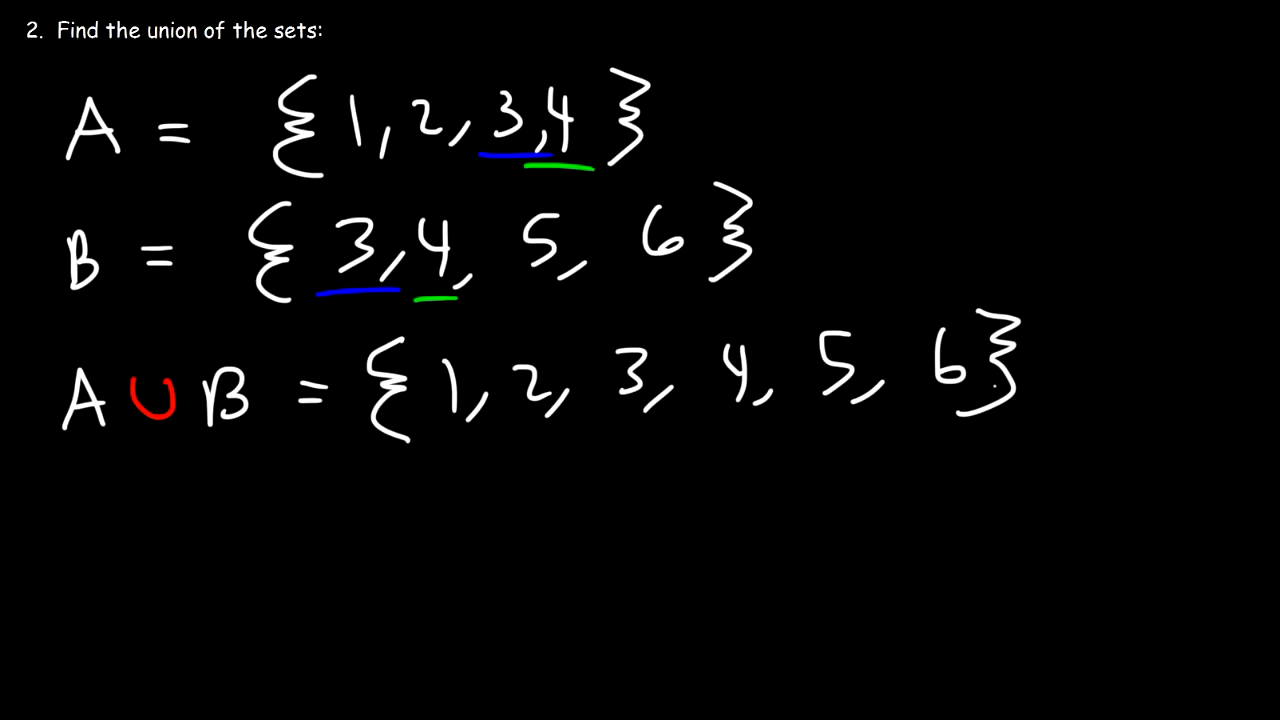 2. Find the union of the sets:
A = {1, 2, 3, 4}
B = {3, 4, 5, 6}
A ∪ B = {1, 2, 3, 4, 5, 6}